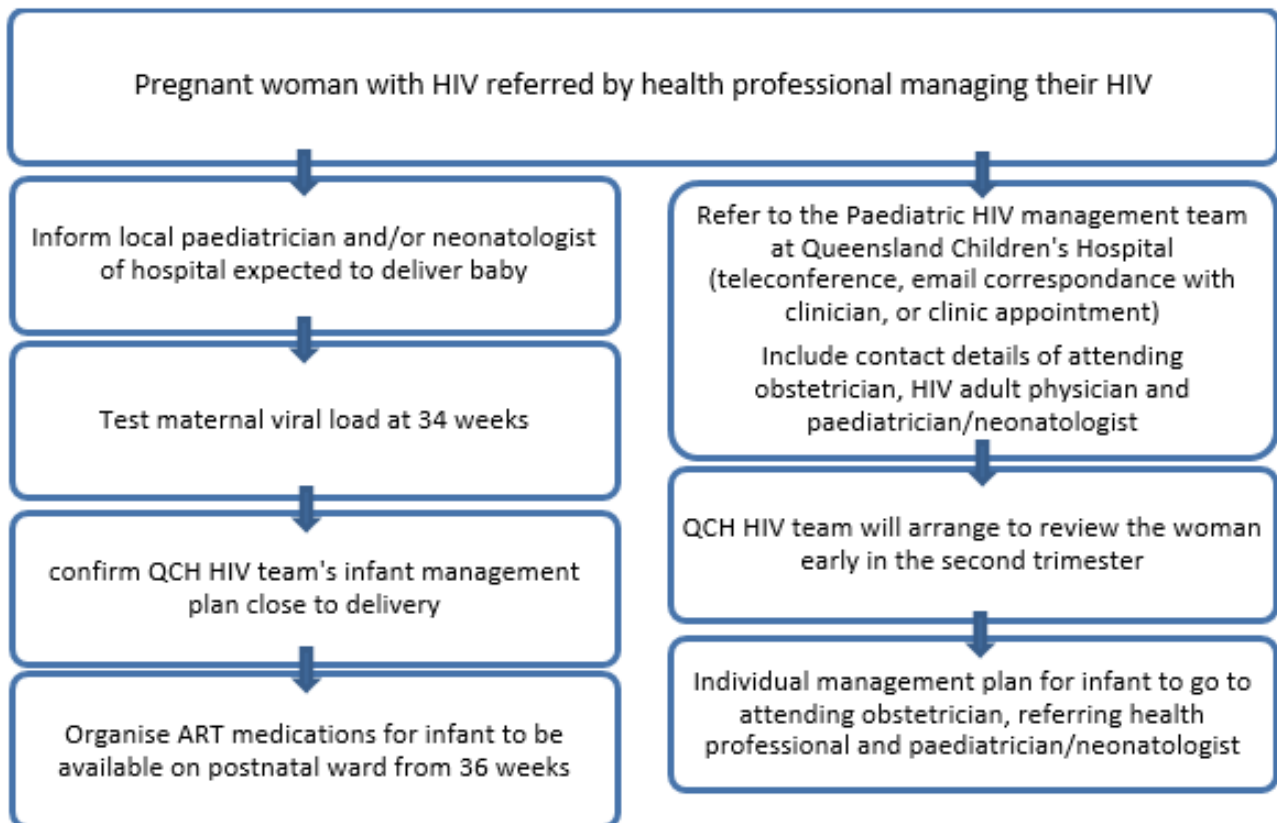 Pregnant woman with HIV referred by health professional managing their HIV
Inform local paediatrician and/or neonatologist
of hospital expected to deliver baby
Test maternal viral load at 34 weeks
confirm QCH HIV team's infant management
plan close to delivery
Organise ART medications for infant to be
available on postnatal ward from 36 weeks
Refer to the Paediatric HIV management team
at Queensland Children's Hospital
(teleconference, email correspondance with
clinician, or clinic appointment)
Include contact details of attending
obstetrician, HIV adult physician and
paediatrician/neonatologist
QCH HIV team will arrange to review the woman
early in the second trimester
Individual management plan for infant to go to
attending obstetrician, referring health
professional and paediatrician/neonatologist